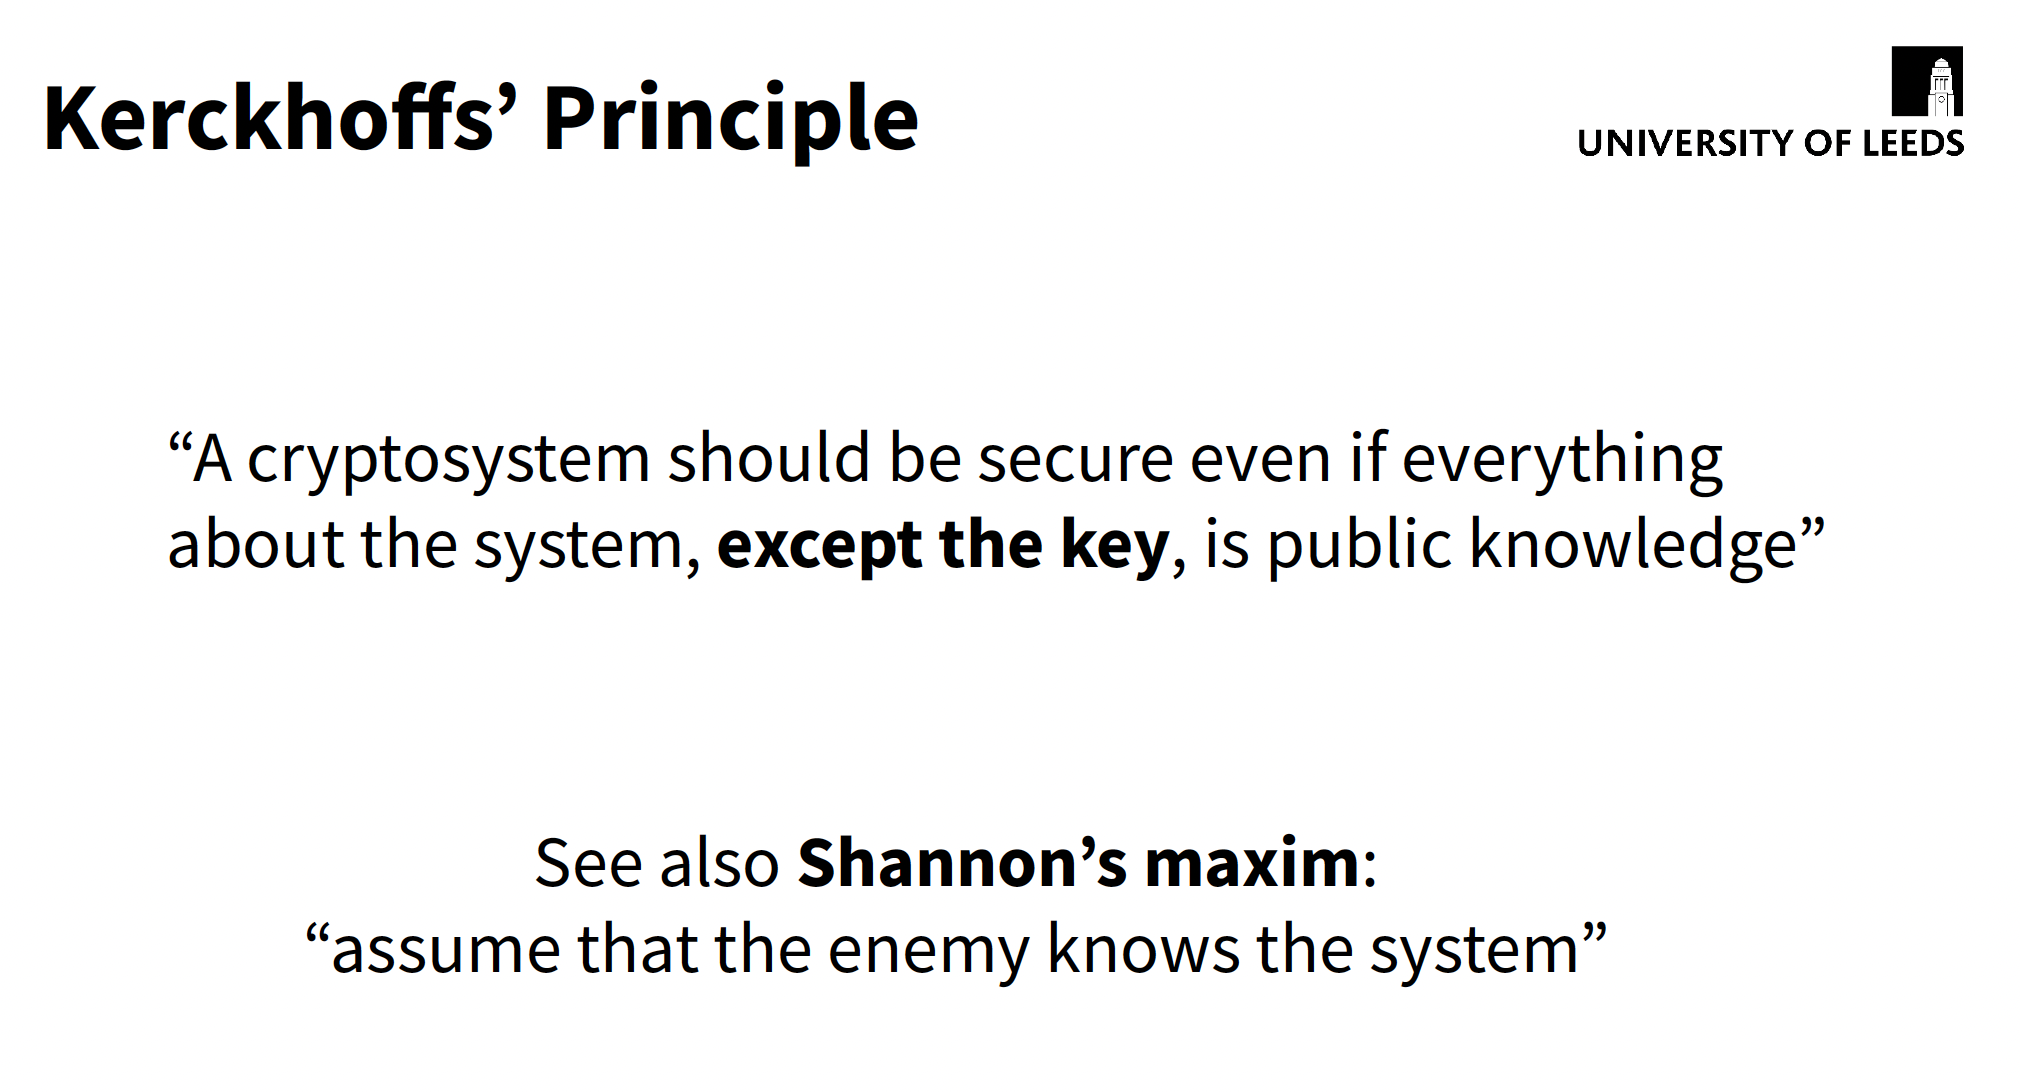 Kerckhoffs’ Principle
UNIVERSITY OF LEEDS
“A cryptosystem should be secure even if everything
about the system, except the key, is public knowledge”
See also Shannon’s maxim:
“assume that the enemy knows the system”